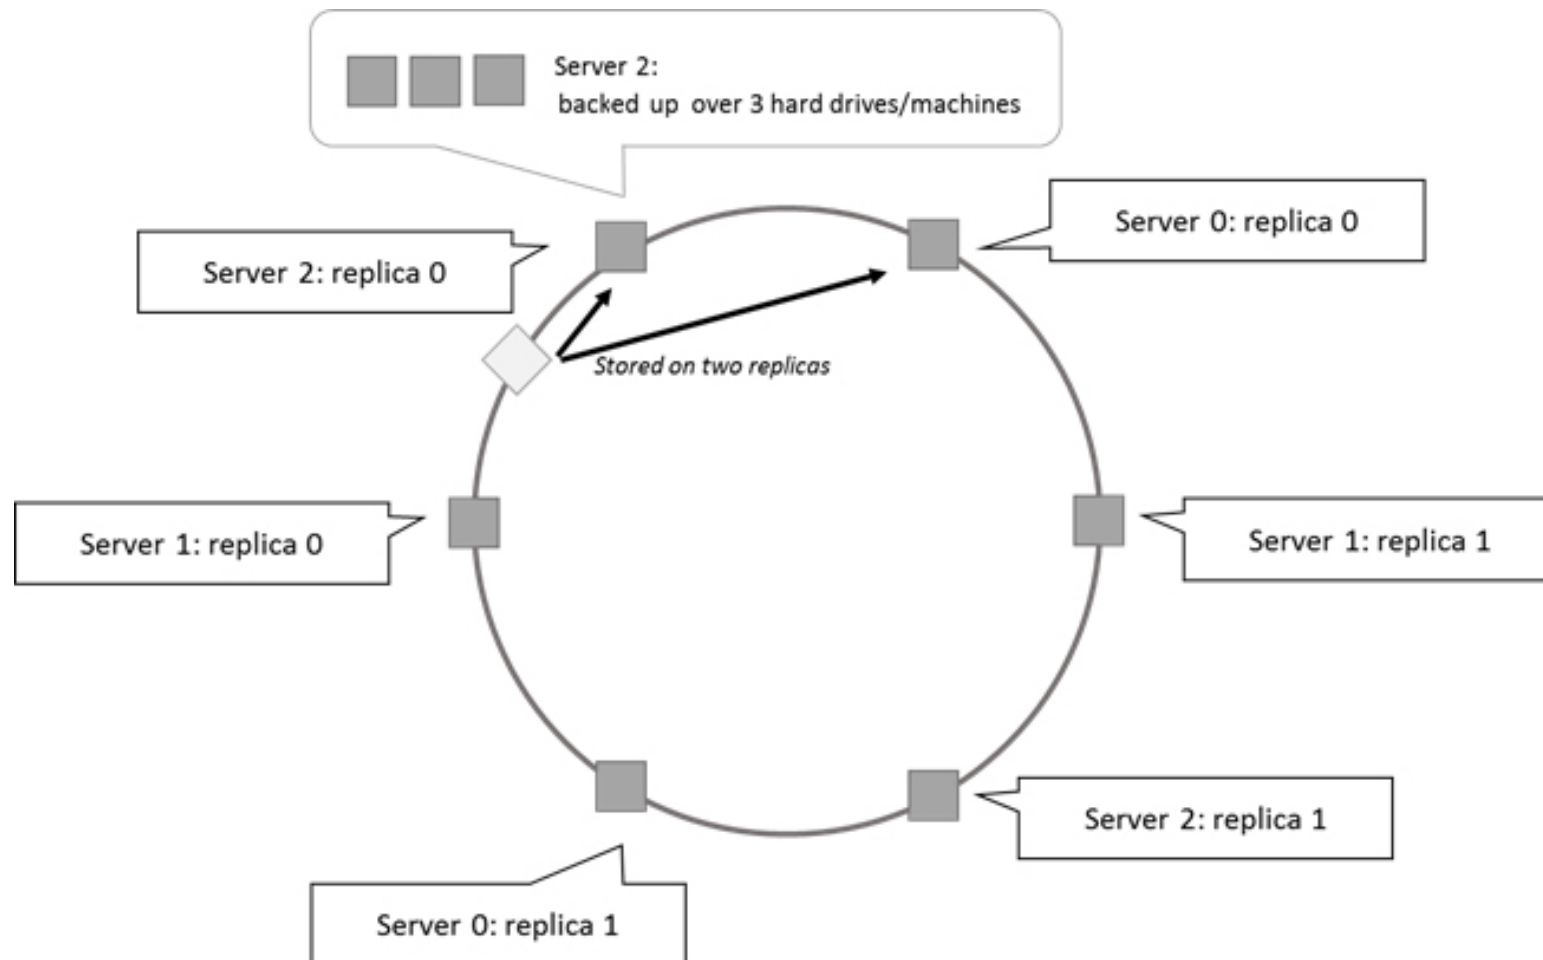 Server 2:
backed up over 3 hard drives/machines
Server 0: replica 0
Server 2: replica 0
Stored on two replicas
Server 1: replica 0
Server 1: replica 1
Server 2: replica 1
Server 0: replica 1